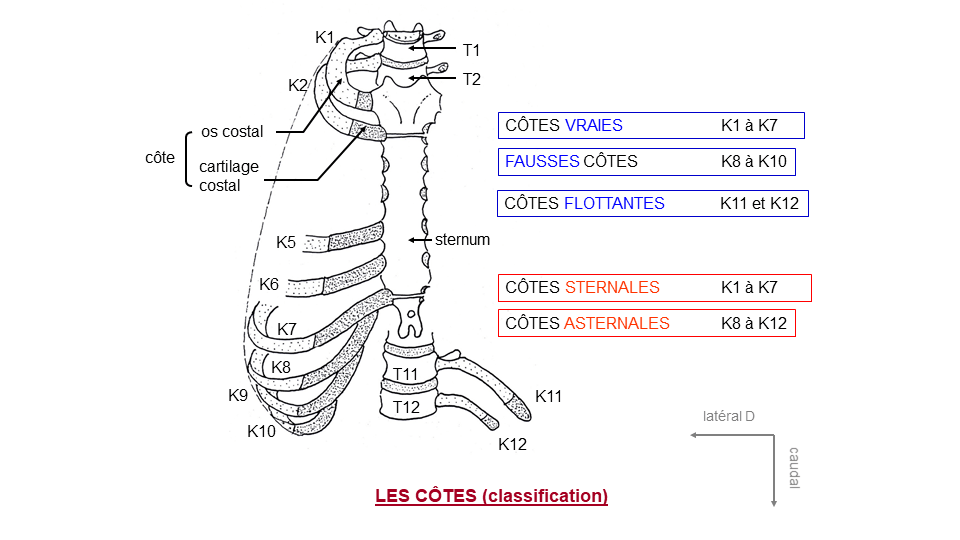 K1
T1
T2
K2
os costal
côte
cartilage
costal
CÔTES VRAIES K1 à K7
FAUSSES CÔTES K8 à K10
CÔTES FLOTTANTES K11 et K12
K5
sternum
K6
CÔTES STERNALES K1 à K7
CÔTES ASTERNALES K8 à K12
K7
K8
T11
K9
K11
T12
K10
K12
latéral D
caudal
LES CÔTES (classification)